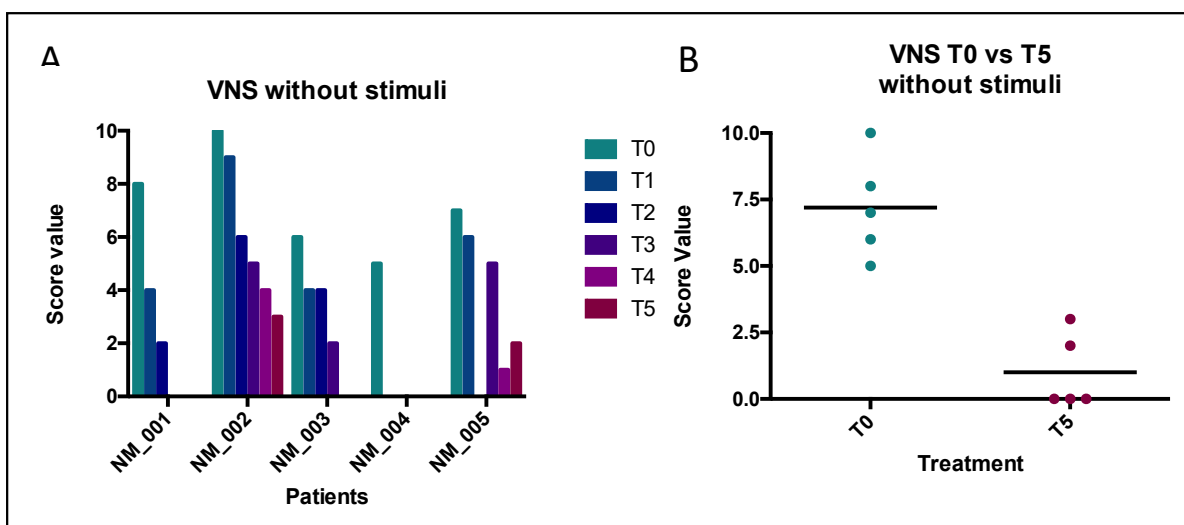 A
VNS without stimuli
Score value
10
8
6
4
2
0
NM_001
NM_002
NM_003
NM_004
NM_005
Patients
T0
T1
T2
T3
T4
T5
B
VNS T0 vs T5
without stimuli
Score Value
10.0
7.5
5.0
2.5
0.0
T0
T5
Treatment